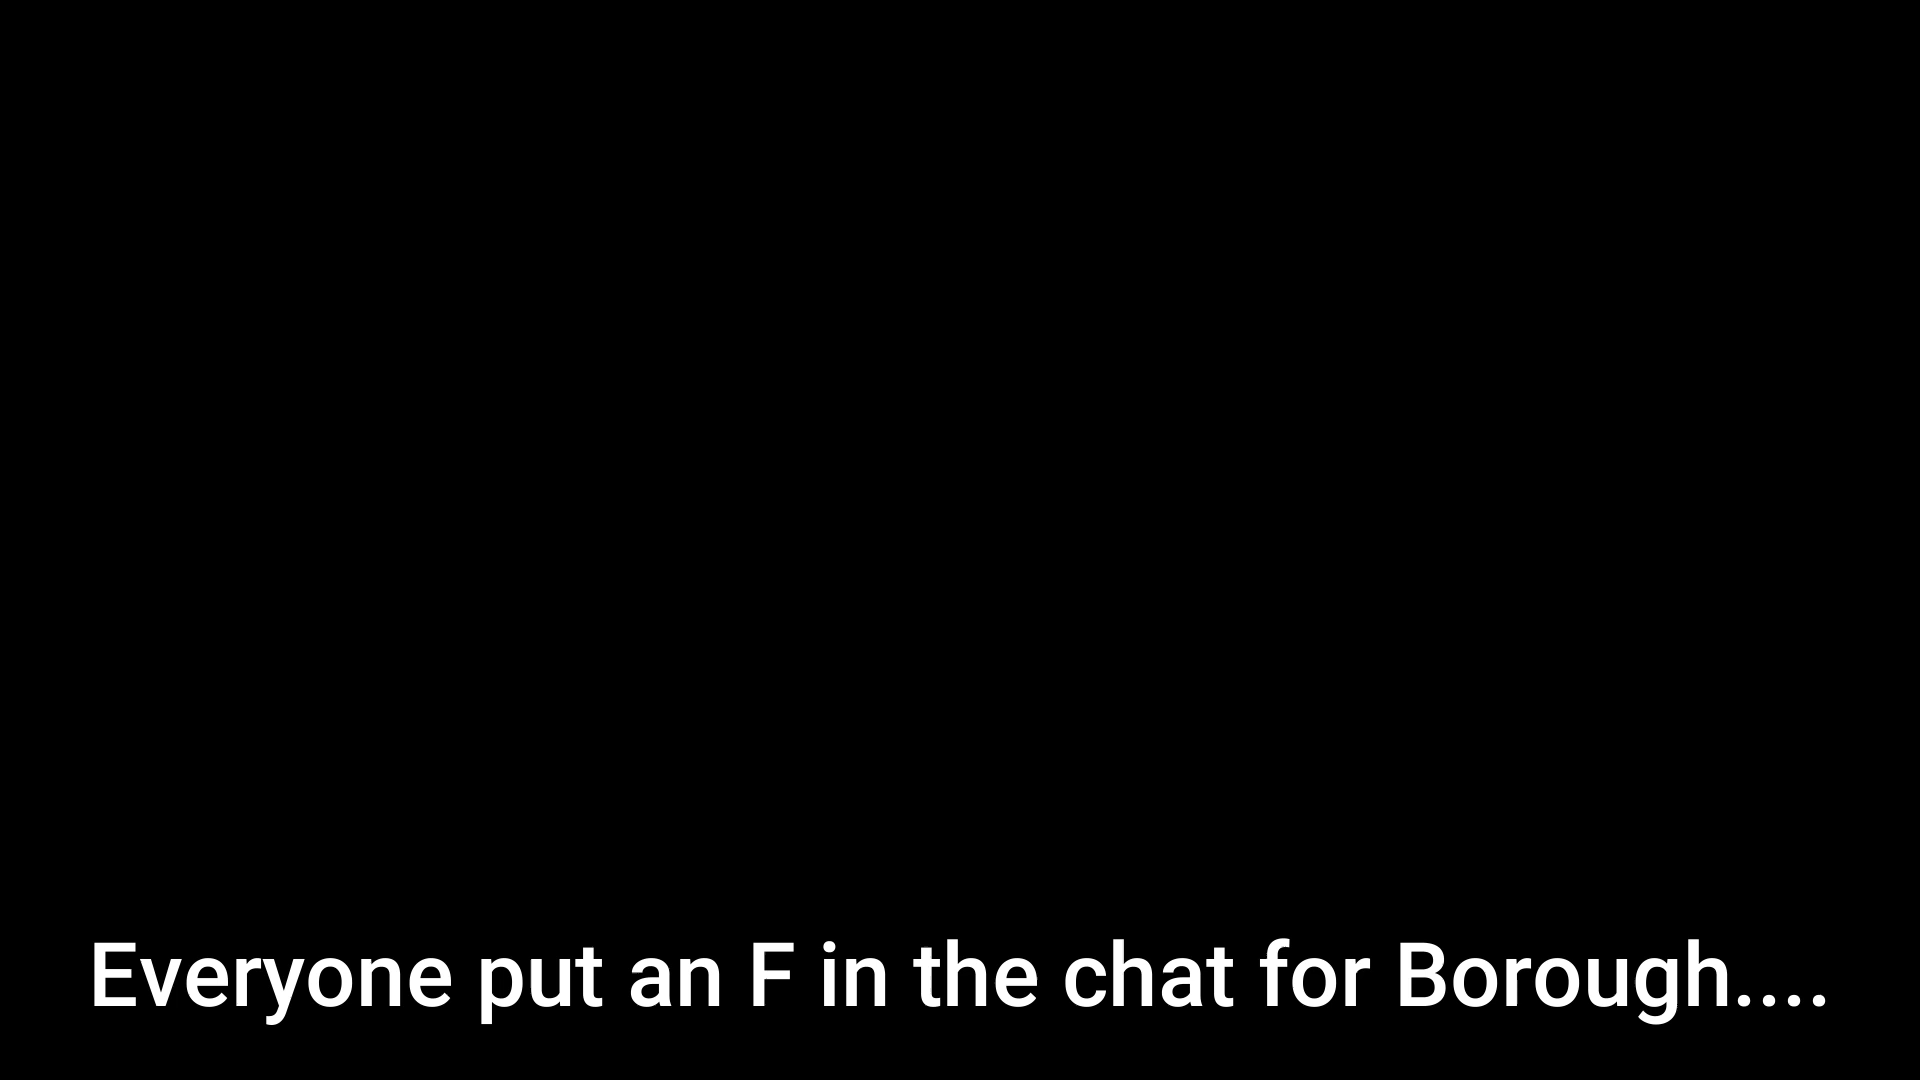 Everyone put an F in the chat for Borough....